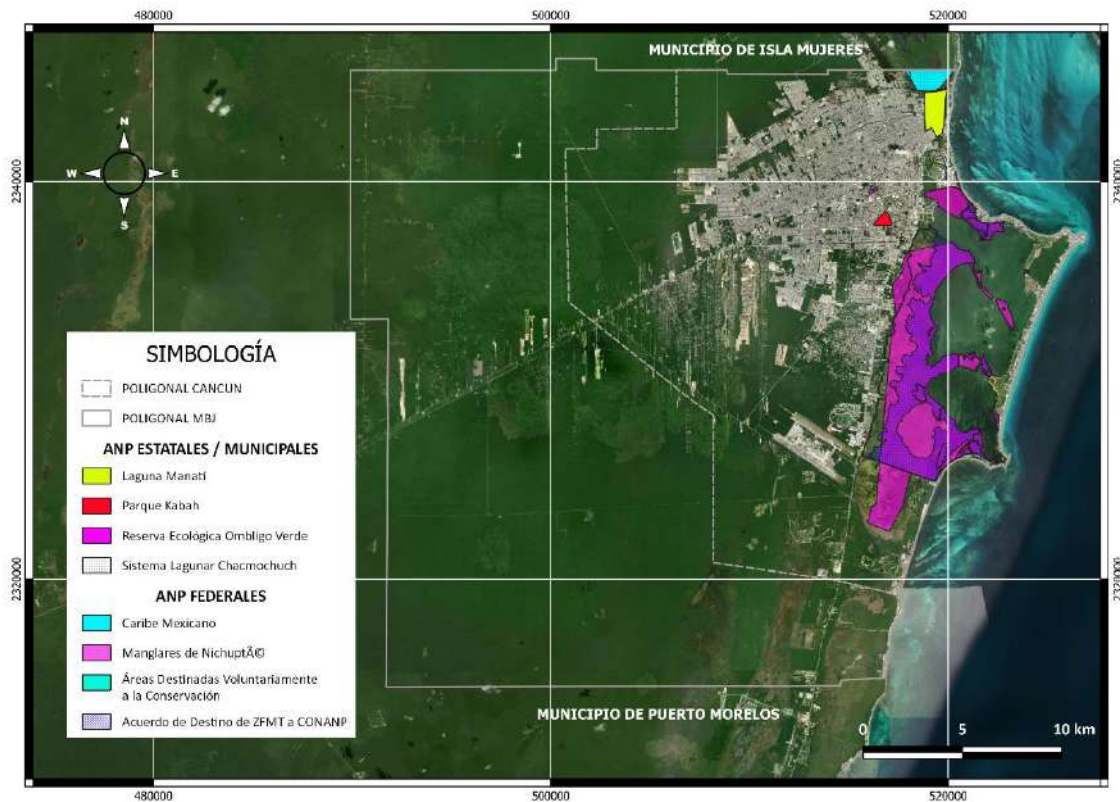 480000
500000
520000
MUNICIPIO DE ISLA MUJERES
N
W
E
S
2340000
2340000
SIMBOLOGÍA
POLIGONAL CANCUN
POLIGONAL MBJ
ANP ESTATALES / MUNICIPALES
Laguna Manatí
Parque Kabah
Reserva Ecológica Ombligo Verde
Sistema Lagunar Chacmochuch
ANP FEDERALES
Caribe Mexicano
Manglares de NichuptÃ©
Áreas Destinadas Voluntariamente
a la Conservación
Acuerdo de Destino de ZFMT a CONANP
2320000
2320000
MUNICIPIO DE PUERTO MORELOS
0
5
10 km
480000
500000
520000